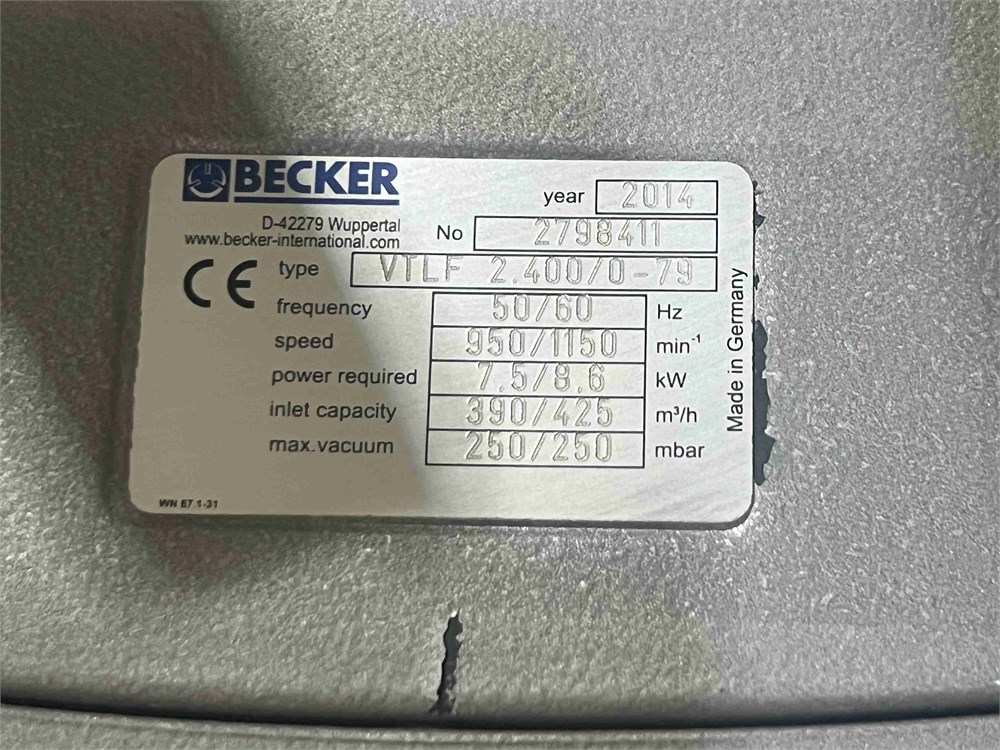 BECKER
D-42279 Wuppertal
www.becker-international.com
year 2014
No 2798411
CE type VTLF 2.400/0-79
frequency 50/60 Hz
speed 950/1150 min⁻¹
power required 7.5/8.6 kW
inlet capacity 390/425 m³/h
max.vacuum 250/250 mbar
Made in Germany
WN 67.1-31